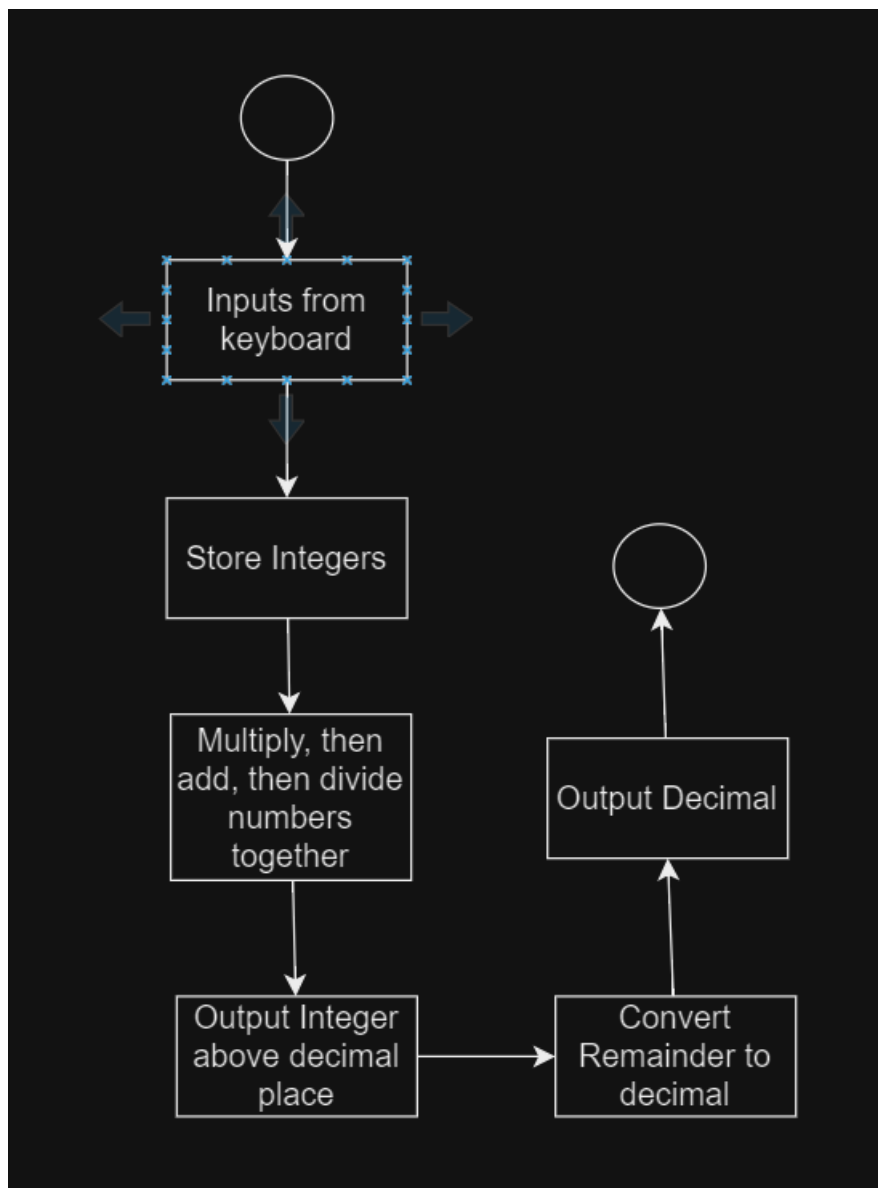 Inputs from
keyboard
Store Integers
Multiply, then
add, then divide
numbers
together
Output Integer
above decimal
place
Convert
Remainder to
decimal
Output Decimal